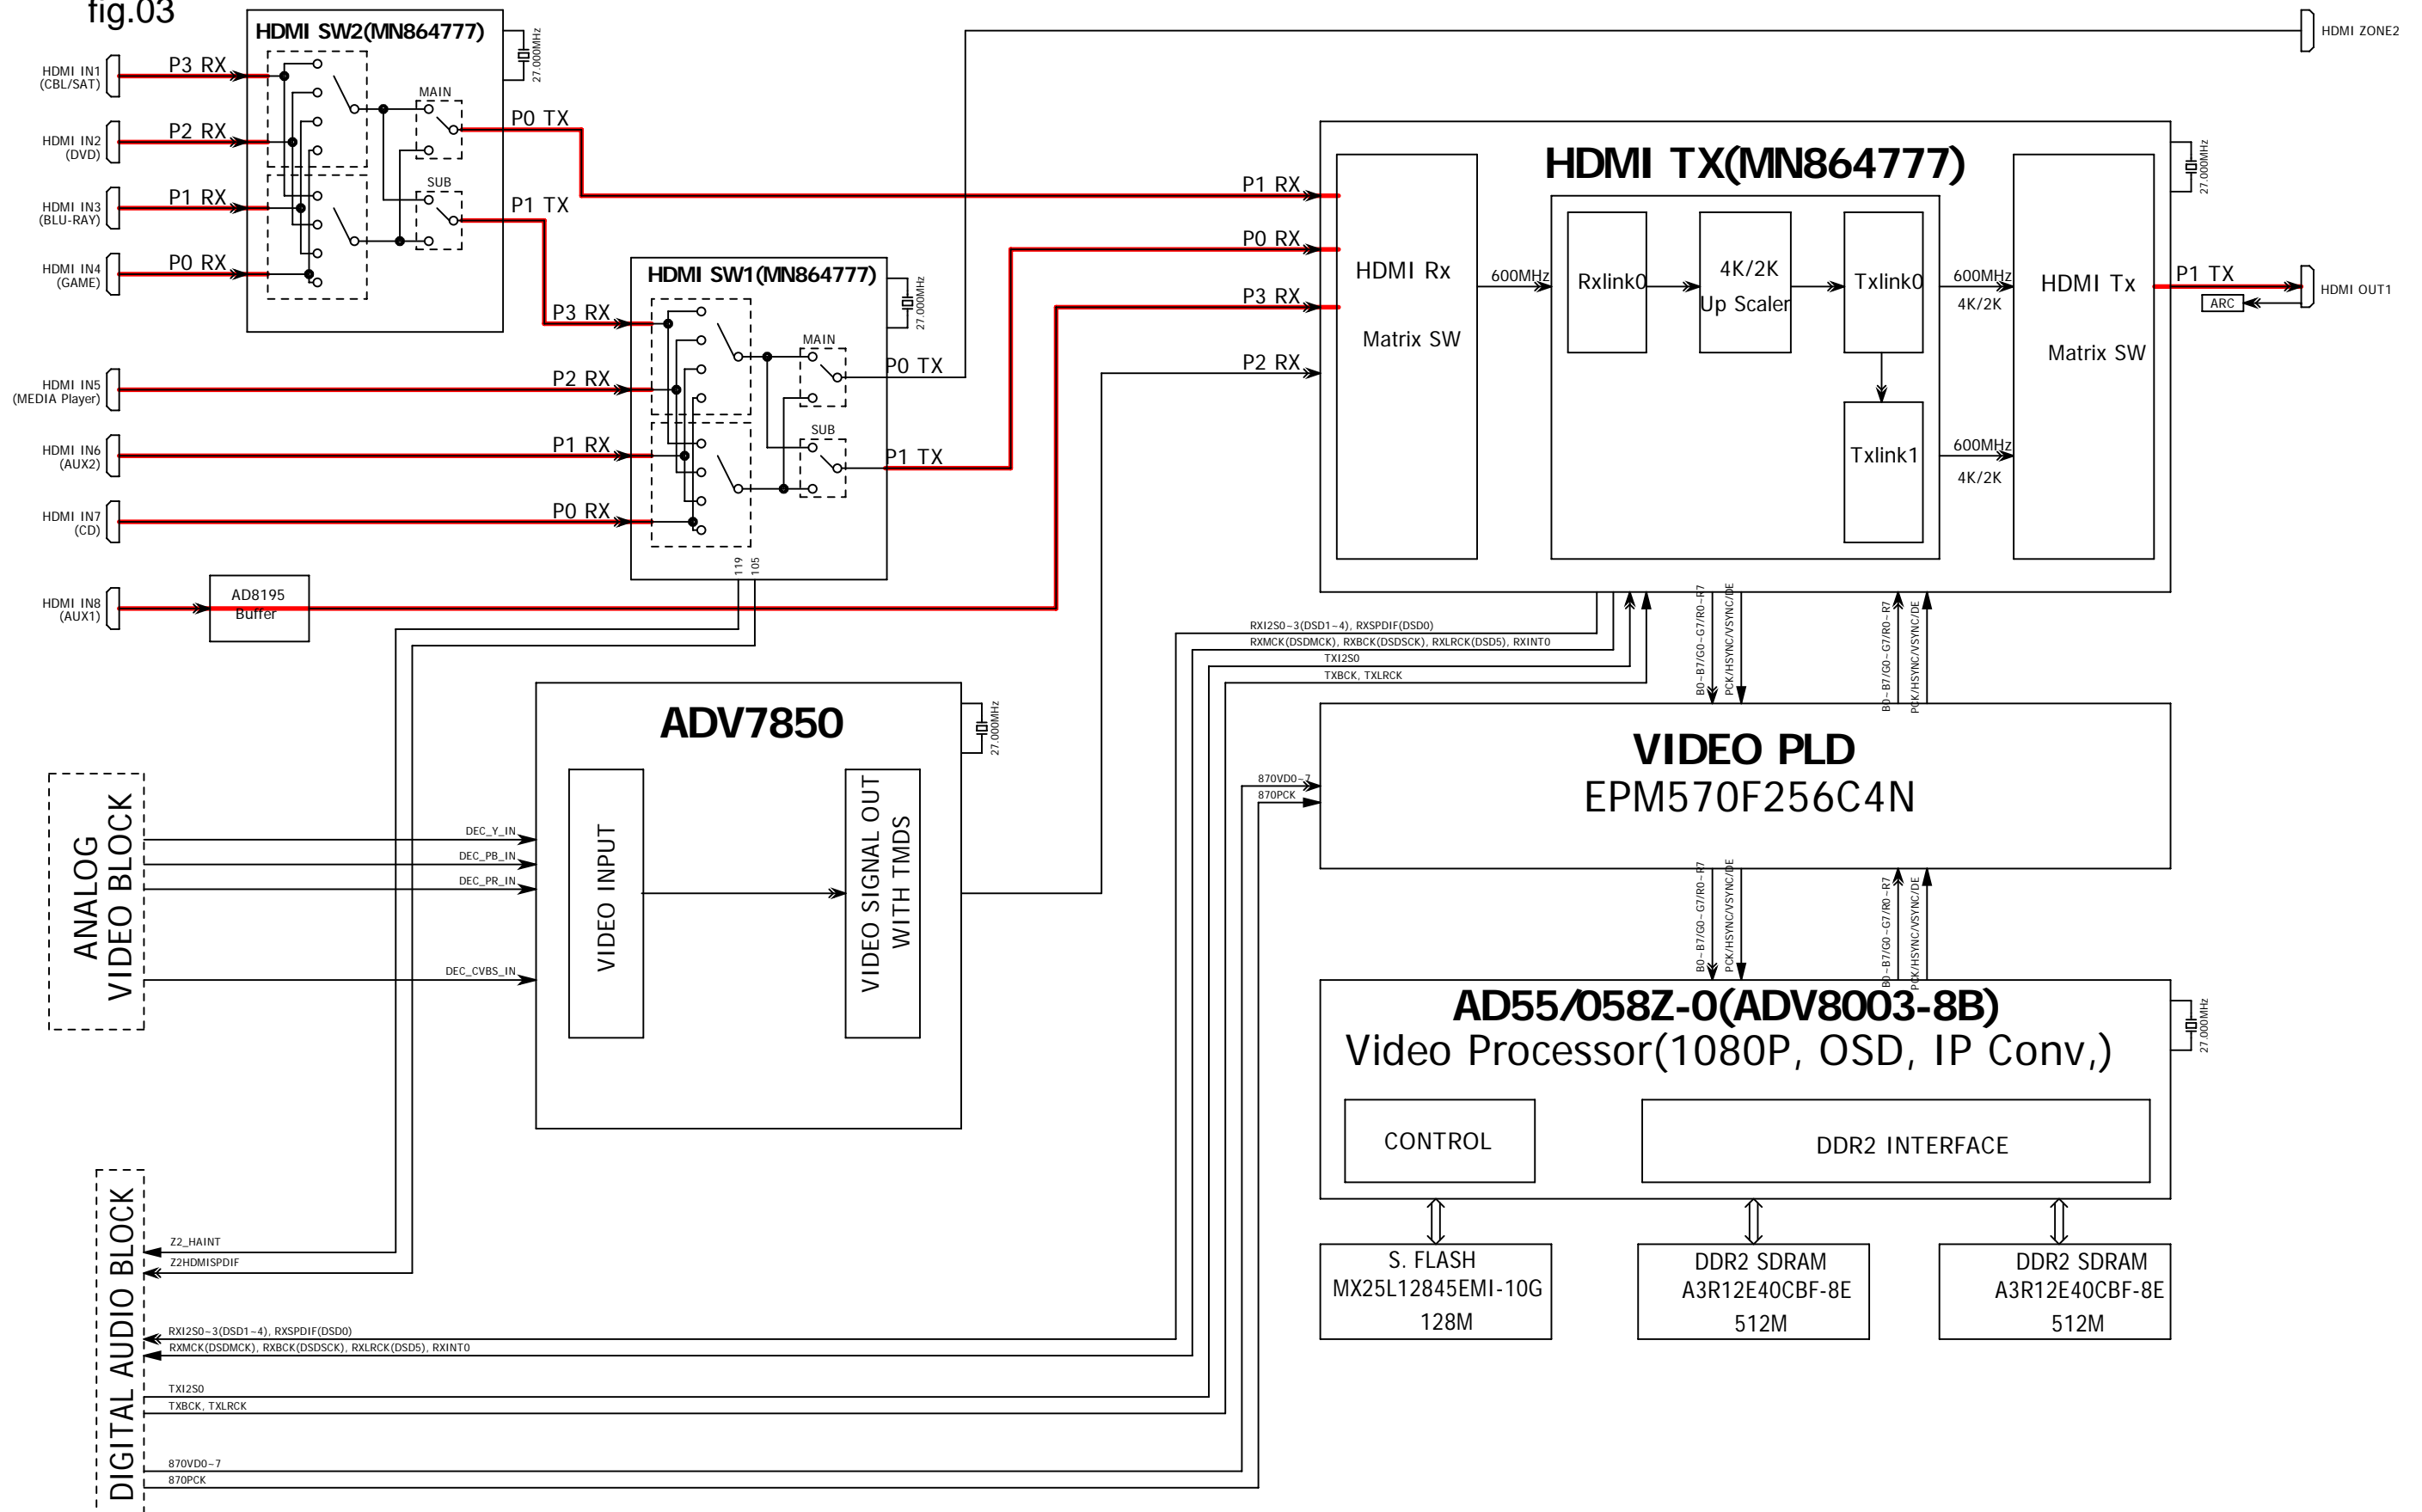 fig.03
HDMI SW2(MN864777)
27.000MHz
HDMI ZONE2
HDMI IN1
(CBL/SAT)
P3 RX
HDMI IN2
(DVD)
P2 RX
HDMI IN3
(BLU-RAY)
P1 RX
HDMI IN4
(GAME)
P0 RX
MAIN
SUB
P0 TX
P1 TX
HDMI SW1(MN864777)
27.000MHz
P3 RX
HDMI IN5
(MEDIA Player)
P2 RX
HDMI IN6
(AUX2)
P1 RX
HDMI IN7
(CD)
P0 RX
MAIN
SUB
P0 TX
P1 TX
119
105
HDMI IN8
(AUX1)
AD8195
Buffer
HDMI TX(MN864777)
27.000MHz
P1 RX
P0 RX
P3 RX
P2 RX
HDMI Rx
Matrix SW
600MHz
Rxlink0
4K/2K
Up Scaler
Txlink0
Txlink1
600MHz
4K/2K
600MHz
4K/2K
HDMI Tx
Matrix SW
P1 TX
ARC
HDMI OUT1
RXI2S0~3(DSD1~4), RXSPDIF(DSD0)
RXMCK(DSDMCK), RXBCK(DSDSCK), RXLRCK(DSD5), RXINT0
TXI2S0
TXBCK, TXLRCK
B0~B7/G0~G7/R0~R7
PCK/HSYNC/VSYNC/DE
B0~B7/G0~G7/R0~R7
PCK/HSYNC/VSYNC/DE
ADV7850
27.000MHz
VIDEO INPUT
VIDEO SIGNAL OUT
WITH TMDS
ANALOG
VIDEO BLOCK
DEC_Y_IN
DEC_PB_IN
DEC_PR_IN
DEC_CVBS_IN
VIDEO PLD
EPM570F256C4N
870VD0~7
870PCK
B0~B7/G0~G7/R0~R7
PCK/HSYNC/VSYNC/DE
B0~B7/G0~G7/R0~R7
PCK/HSYNC/VSYNC/DE
AD55/058Z-0(ADV8003-8B)
Video Processor(1080P, OSD, IP Conv,)
27.000MHz
CONTROL
DDR2 INTERFACE
S. FLASH
MX25L12845EMI-10G
128M
DDR2 SDRAM
A3R12E40CBF-8E
512M
DDR2 SDRAM
A3R12E40CBF-8E
512M
DIGITAL AUDIO BLOCK
Z2_HAINT
Z2HDMISPDIF
RXI2S0~3(DSD1~4), RXSPDIF(DSD0)
RXMCK(DSDMCK), RXBCK(DSDSCK), RXLRCK(DSD5), RXINT0
TXI2S0
TXBCK, TXLRCK
870VD0~7
870PCK